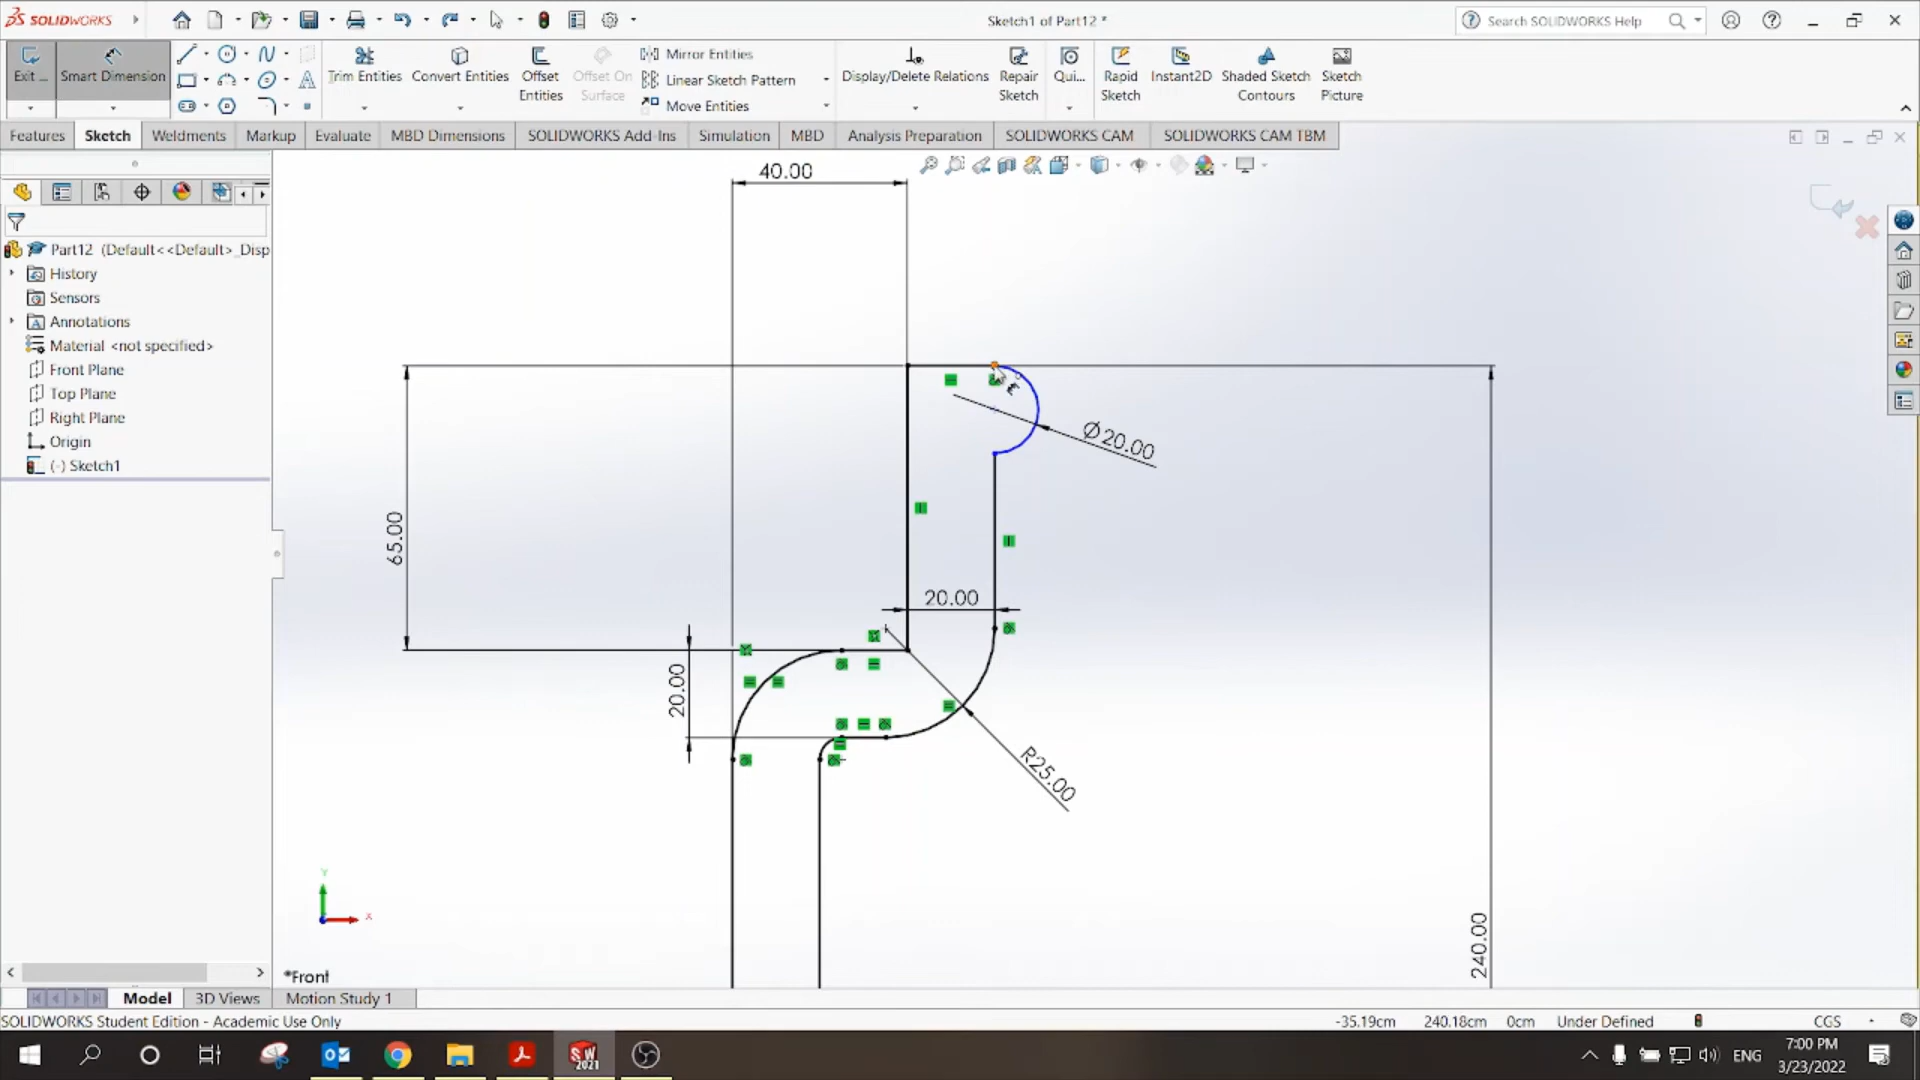 SOLIDWORKS
Sketch1 of Part12 *
Search SOLIDWORKS Help
Exit ...
Smart Dimension
Trim Entities
Convert Entities
Offset Entities
Offset On Surface
Mirror Entities
Linear Sketch Pattern
Move Entities
Display/Delete Relations
Repair Sketch
Qui...
Rapid Sketch
Instant2D
Shaded Sketch Contours
Sketch Picture
Features
Sketch
Weldments
Markup
Evaluate
MBD Dimensions
SOLIDWORKS Add-Ins
Simulation
MBD
Analysis Preparation
SOLIDWORKS CAM
SOLIDWORKS CAM TBM
Part12 (Default<<Default>_Disp
History
Sensors
Annotations
Material <not specified>
Front Plane
Top Plane
Right Plane
Origin
(-) Sketch1
40.00
Ø20.00
65.00
20.00
20.00
R25.00
240.00
Y
X
*Front
Model
3D Views
Motion Study 1
SOLIDWORKS Student Edition - Academic Use Only
-35.19cm
240.18cm
0cm
Under Defined
CGS
SW
2021
ENG
7:00 PM
3/23/2022